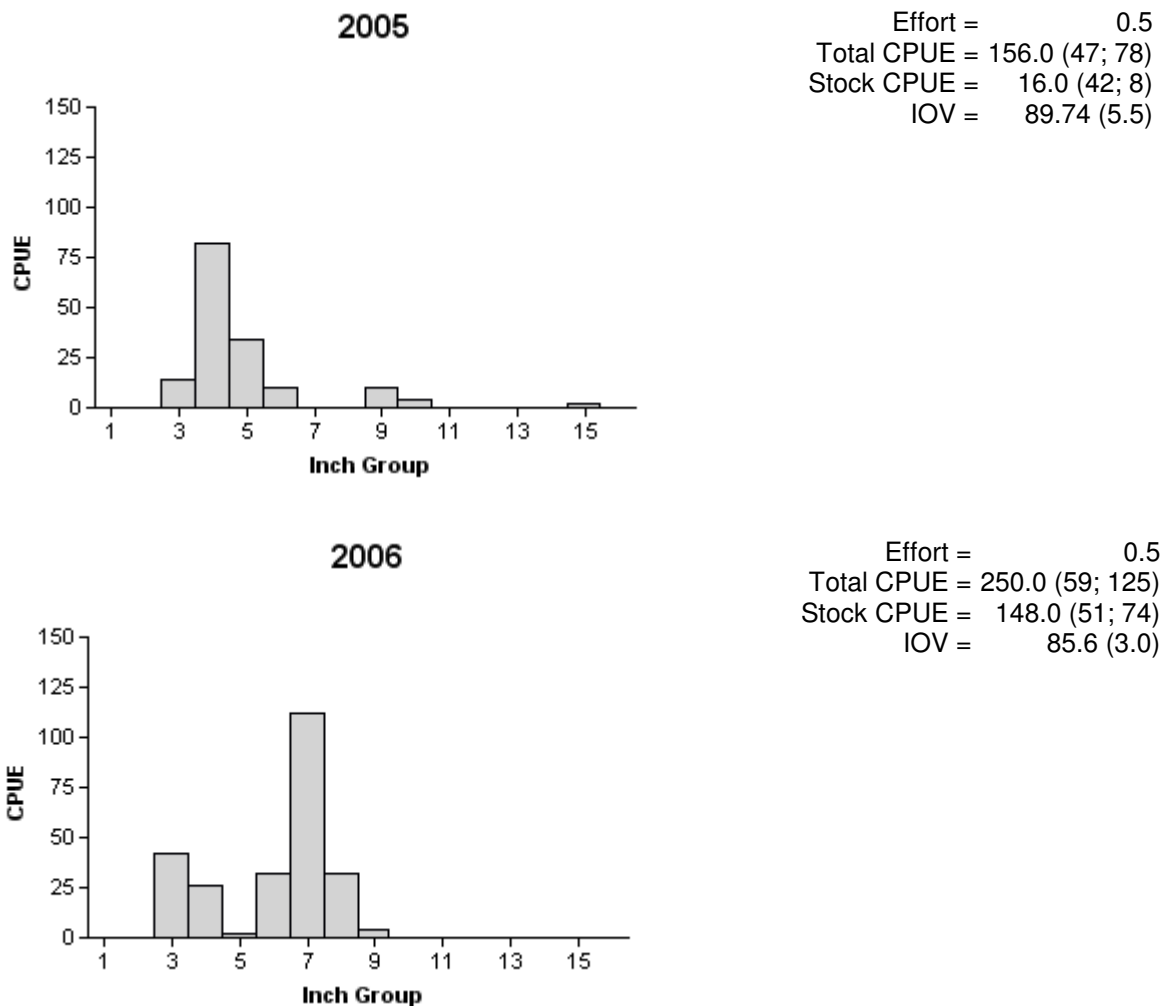 2005
Effort = 0.5
Total CPUE = 156.0 (47; 78)
Stock CPUE = 16.0 (42; 8)
IOV = 89.74 (5.5)
150
125
100
75
50
25
0
CPUE
1 3 5 7 9 11 13 15
Inch Group
2006
Effort = 0.5
Total CPUE = 250.0 (59; 125)
Stock CPUE = 148.0 (51; 74)
IOV = 85.6 (3.0)
150
125
100
75
50
25
0
CPUE
1 3 5 7 9 11 13 15
Inch Group